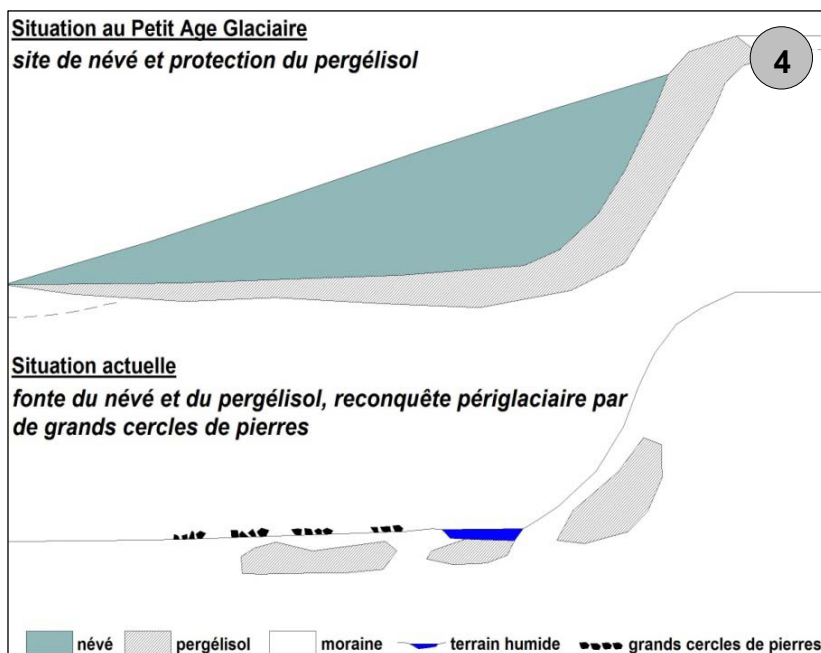 Situation au Petit Age Glaciaire
site de névé et protection du pergélisol
4
Situation actuelle
fonte du névé et du pergélisol, reconquête périglaciaire par
de grands cercles de pierres
névé pergélisol moraine terrain humide grands cercles de pierres